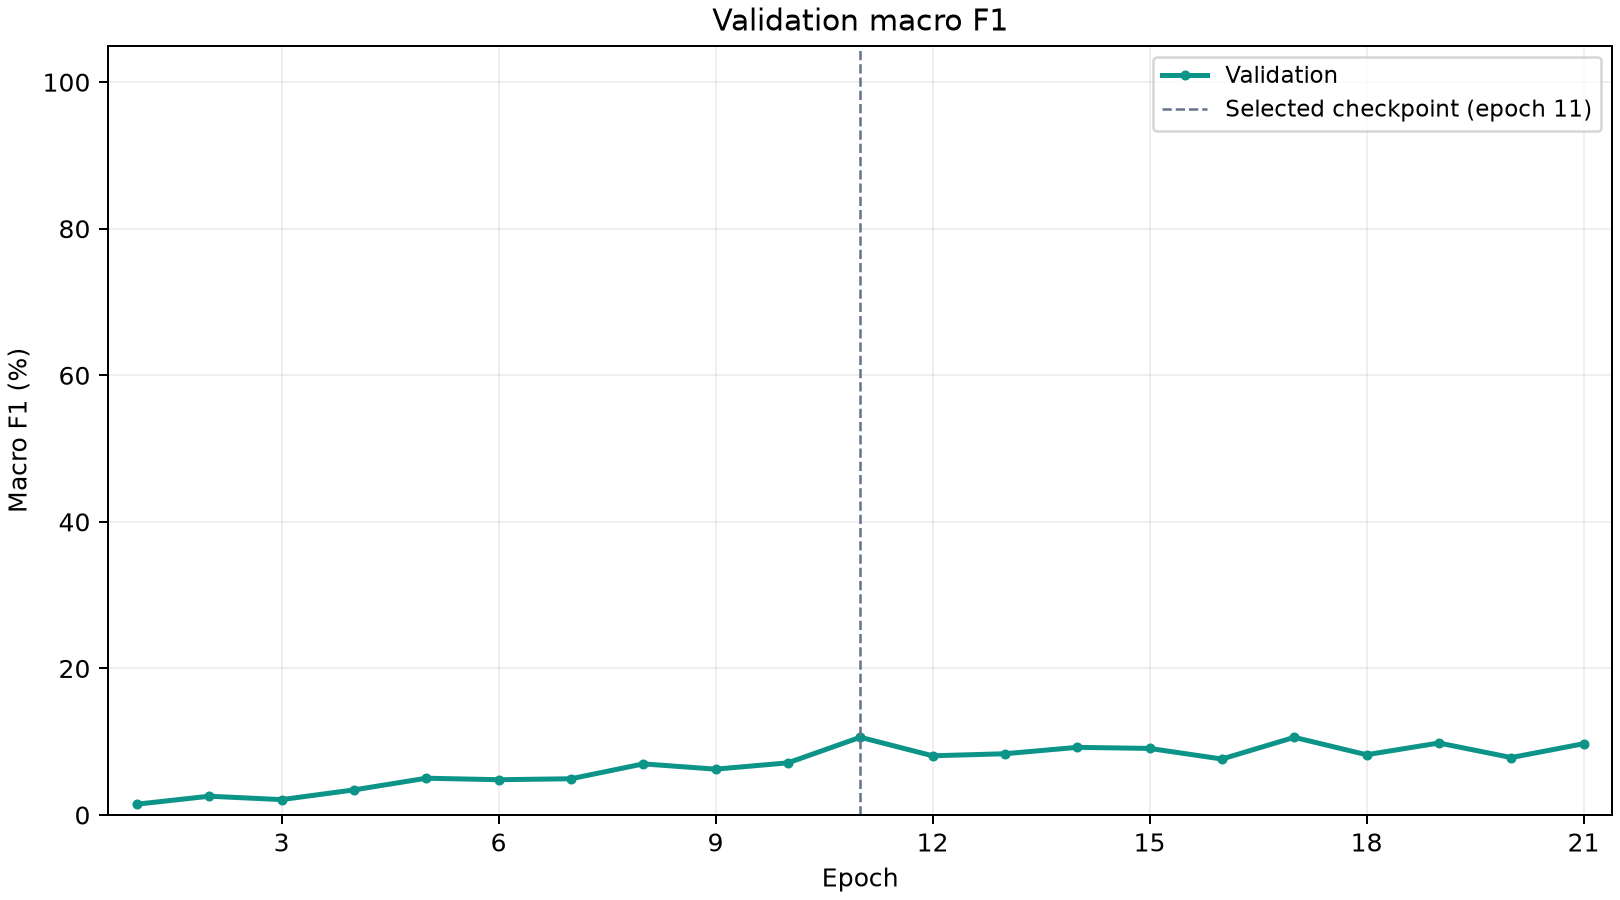 Validation macro F1
Validation
Selected checkpoint (epoch 11)
Macro F1 (%)
100
80
60
40
20
0
3 6 9 12 15 18 21
Epoch